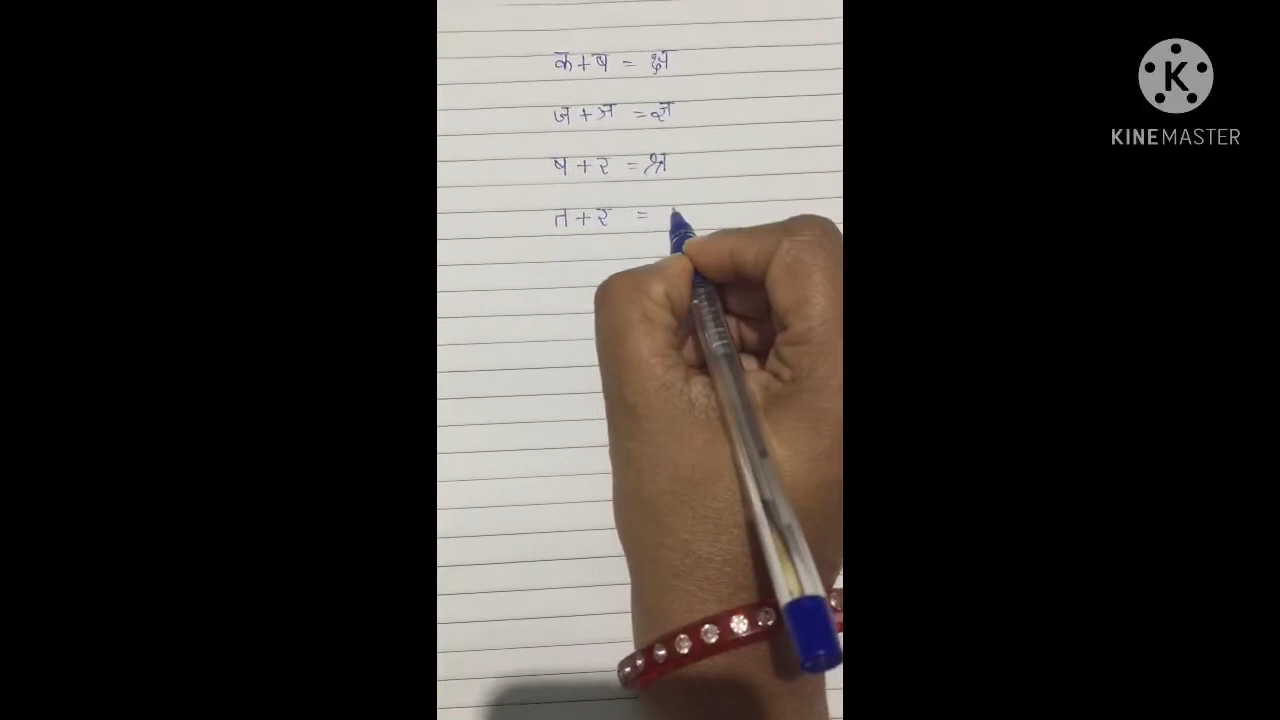 क + ष = क्ष
ज + ञ = ज्ञ
ष + र = श्र
त + र =
KINEMASTER